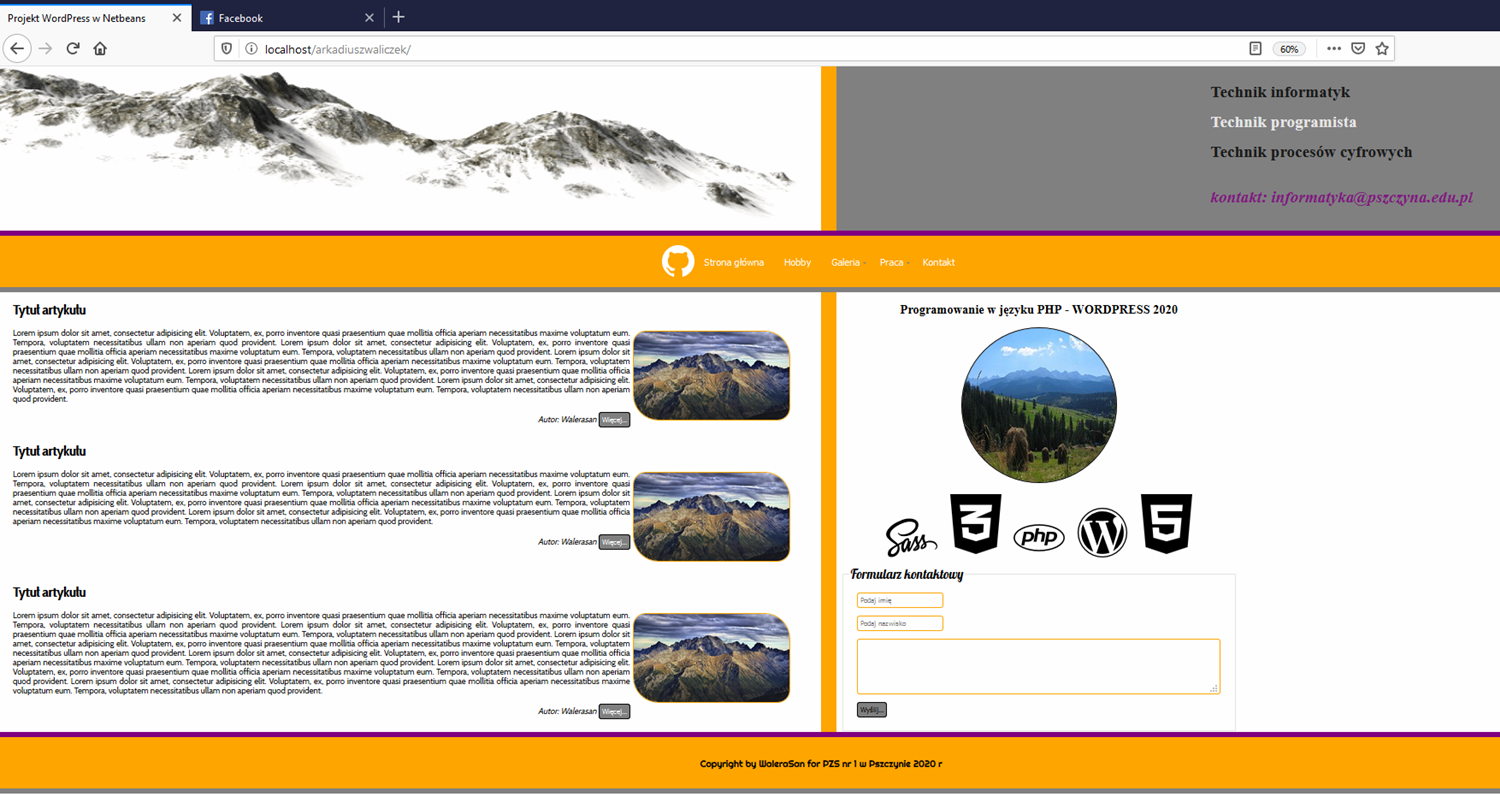 Projekt WordPress w Netbeans
Facebook
localhost/arkadiuszwaliczek/
60%
Technik informatyk
Technik programista
Technik procesów cyfrowych
kontakt: informatyka@pszczyna.edu.pl
Strona główna Hobby Galeria Praca Kontakt
Tytuł artykułu
Lorem ipsum dolor sit amet, consectetur adipisicing elit. Voluptatem, ex, porro inventore quasi praesentium quae mollitia officia aperiam necessitatibus maxime voluptatum eum.
Tempora, voluptatem necessitatibus ullam non aperiam quod provident. Lorem ipsum dolor sit amet, consectetur adipisicing elit. Voluptatem, ex, porro inventore quasi
praesentium quae mollitia officia aperiam necessitatibus maxime voluptatum eum. Tempora, voluptatem necessitatibus ullam non aperiam quod provident. Lorem ipsum dolor sit
amet, consectetur adipisicing elit. Voluptatem, ex, porro inventore quasi praesentium quae mollitia officia aperiam necessitatibus maxime voluptatum eum. Tempora, voluptatem
necessitatibus ullam non aperiam quod provident. Lorem ipsum dolor sit amet, consectetur adipisicing elit. Voluptatem, ex, porro inventore quasi praesentium quae mollitia officia
aperiam necessitatibus maxime voluptatum eum. Tempora, voluptatem necessitatibus ullam non aperiam quod provident. Lorem ipsum dolor sit amet, consectetur adipisicing elit.
Voluptatem, ex, porro inventore quasi praesentium quae mollitia officia aperiam necessitatibus maxime voluptatum eum. Tempora, voluptatem necessitatibus ullam non aperiam
quod provident.
Autor: Walerasan Więcej...
Tytuł artykułu
Lorem ipsum dolor sit amet, consectetur adipisicing elit. Voluptatem, ex, porro inventore quasi praesentium quae mollitia officia aperiam necessitatibus maxime voluptatum eum.
Tempora, voluptatem necessitatibus ullam non aperiam quod provident. Lorem ipsum dolor sit amet, consectetur adipisicing elit. Voluptatem, ex, porro inventore quasi
praesentium quae mollitia officia aperiam necessitatibus maxime voluptatum eum. Tempora, voluptatem necessitatibus ullam non aperiam quod provident. Lorem ipsum dolor sit
amet, consectetur adipisicing elit. Voluptatem, ex, porro inventore quasi praesentium quae mollitia officia aperiam necessitatibus maxime voluptatum eum. Tempora, voluptatem
necessitatibus ullam non aperiam quod provident. Lorem ipsum dolor sit amet, consectetur adipisicing elit. Voluptatem, ex, porro inventore quasi praesentium quae mollitia officia
aperiam necessitatibus maxime voluptatum eum. Tempora, voluptatem necessitatibus ullam non aperiam quod provident.
Autor: Walerasan Więcej...
Tytuł artykułu
Lorem ipsum dolor sit amet, consectetur adipisicing elit. Voluptatem, ex, porro inventore quasi praesentium quae mollitia officia aperiam necessitatibus maxime voluptatum eum.
Tempora, voluptatem necessitatibus ullam non aperiam quod provident. Lorem ipsum dolor sit amet, consectetur adipisicing elit. Voluptatem, ex, porro inventore quasi
praesentium quae mollitia officia aperiam necessitatibus maxime voluptatum eum. Tempora, voluptatem necessitatibus ullam non aperiam quod provident. Lorem ipsum dolor sit
amet, consectetur adipisicing elit. Voluptatem, ex, porro inventore quasi praesentium quae mollitia officia aperiam necessitatibus maxime voluptatum eum. Tempora, voluptatem
necessitatibus ullam non aperiam quod provident. Lorem ipsum dolor sit amet, consectetur adipisicing elit. Voluptatem, ex, porro inventore quasi praesentium quae mollitia officia
aperiam necessitatibus maxime voluptatum eum. Tempora, voluptatem necessitatibus ullam non aperiam quod provident. Lorem ipsum dolor sit amet, consectetur adipisicing elit.
Voluptatem, ex, porro inventore quasi praesentium quae mollitia officia aperiam necessitatibus maxime voluptatum eum. Tempora, voluptatem necessitatibus ullam non aperiam
quod provident. Lorem ipsum dolor sit amet, consectetur adipisicing elit. Voluptatem, ex, porro inventore quasi praesentium quae mollitia officia aperiam necessitatibus maxime
voluptatum eum. Tempora, voluptatem necessitatibus ullam non aperiam quod provident.
Autor: Walerasan Więcej...
Programowanie w języku PHP - WORDPRESS 2020
Sass 3 php W 5
Formularz kontaktowy
Podaj imię
Podaj nazwisko
Wyślij...
Copyright by WaleraSan for PZS nr 1 w Pszczynie 2020 r